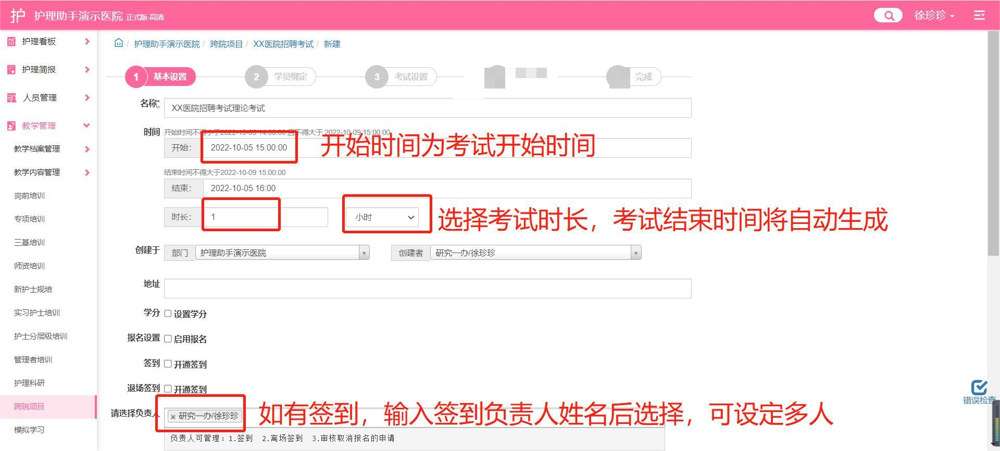 护 护理助手演示医院 正式版-高清
徐珍珍
护理看板
护理简报
人员管理
教学管理
教学档案管理
教学内容管理
岗前培训
专项培训
三基培训
师资培训
新护士规培
实习护士培训
护士分层级培训
管理者培训
护理科研
跨院项目
模拟学习
/ 护理助手演示医院 / 跨院项目 / XX医院招聘考试 / 新建
1 基本设置 2 学员绑定 3 考试设置 完成
名称*: XX医院招聘考试理论考试
时间 开始时间不得小于2022-10-05 14:00:00 且不得大于 2022-10-09 15:00:00
开始: 2022-10-05 15:00:00
开始时间为考试开始时间
结束时间不得大于2022-10-09 15:00:00
结束: 2022-10-05 16:00
时长: 1 小时
选择考试时长，考试结束时间将自动生成
创建于 部门 护理助手演示医院 创建者 研究一办/徐珍珍
地址
学分 设置学分
报名设置 启用报名
签到 开通签到
退场签到 开通签到
请选择负责人 × 研究一办/徐珍珍
如有签到，输入签到负责人姓名后选择，可设定多人
负责人可管理：1.签到 2.离场签到 3.审核取消报名的申请
错误检查